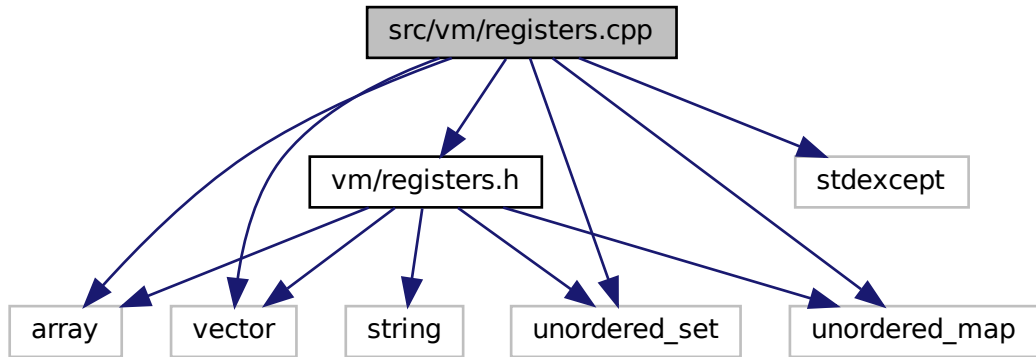 src/vm/registers.cpp
vm/registers.h
stdexcept
array
vector
string
unordered_set
unordered_map